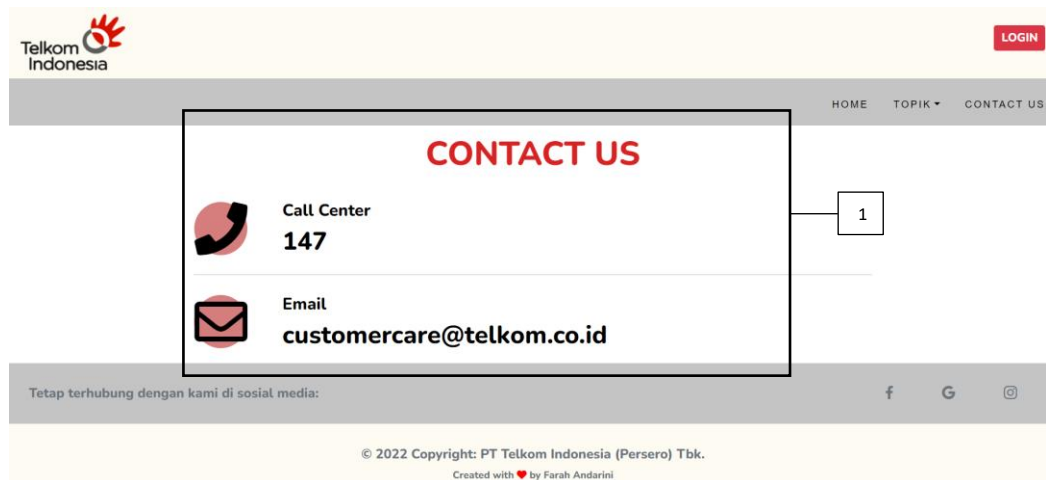 Telkom
Indonesia
LOGIN
HOME TOPIK CONTACT US
CONTACT US
Call Center
147
1
Email
customercare@telkom.co.id
Tetap terhubung dengan kami di sosial media:
© 2022 Copyright: PT Telkom Indonesia (Persero) Tbk.
Created with ❤ by Farah Andarini